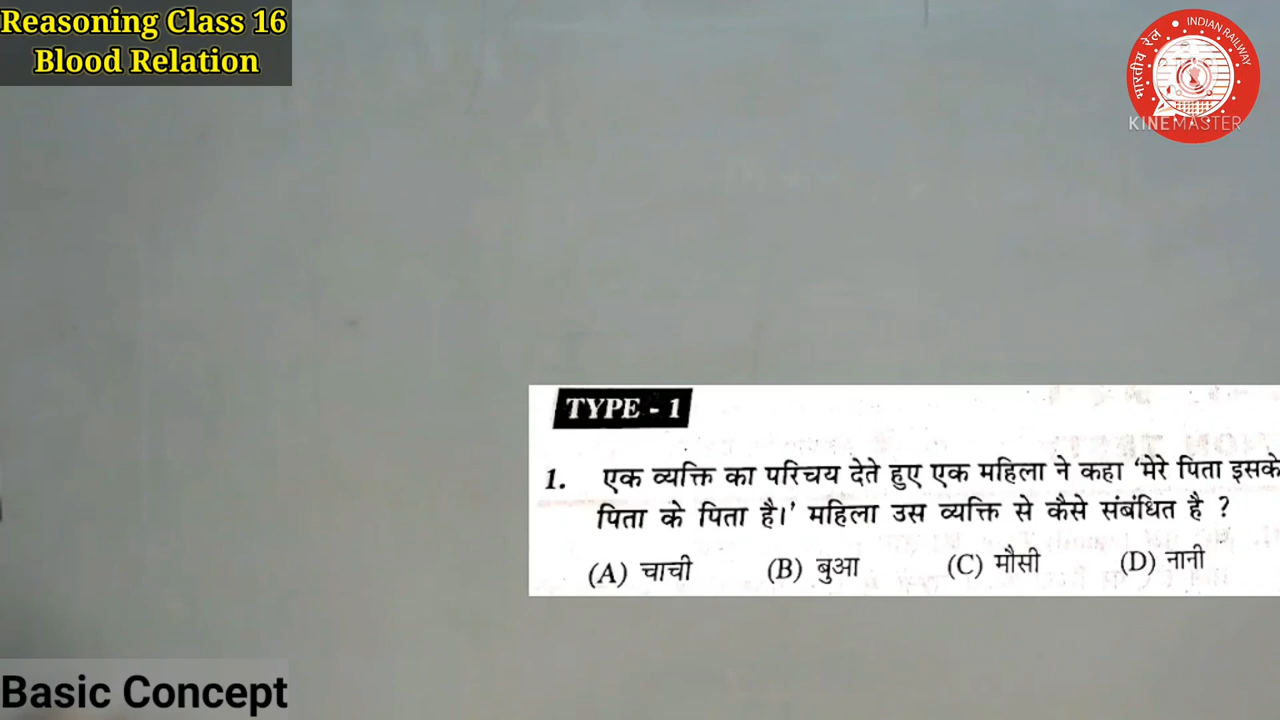 Reasoning Class 16
Blood Relation
भारतीय रेल
INDIAN RAILWAY
KINEMASTER
TYPE - 1
1. एक व्यक्ति का परिचय देते हुए एक महिला ने कहा ‘मेरे पिता इसके
पिता के पिता है।’ महिला उस व्यक्ति से कैसे संबंधित है ?
(A) चाची (B) बुआ (C) मौसी (D) नानी
Basic Concept